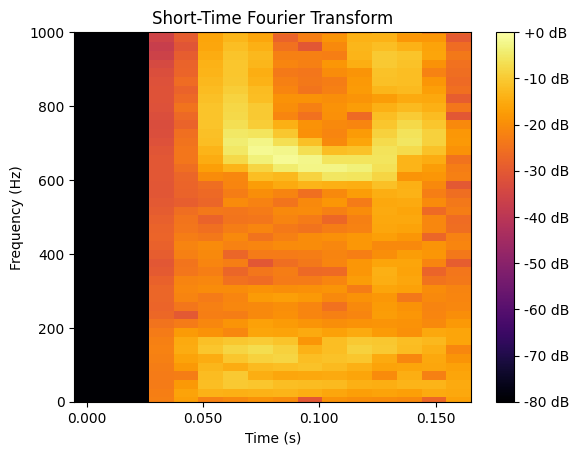 Short-Time Fourier Transform
1000
800
600
400
200
0
Frequency (Hz)
0.000
0.050
0.100
0.150
Time (s)
+0 dB
-10 dB
-20 dB
-30 dB
-40 dB
-50 dB
-60 dB
-70 dB
-80 dB